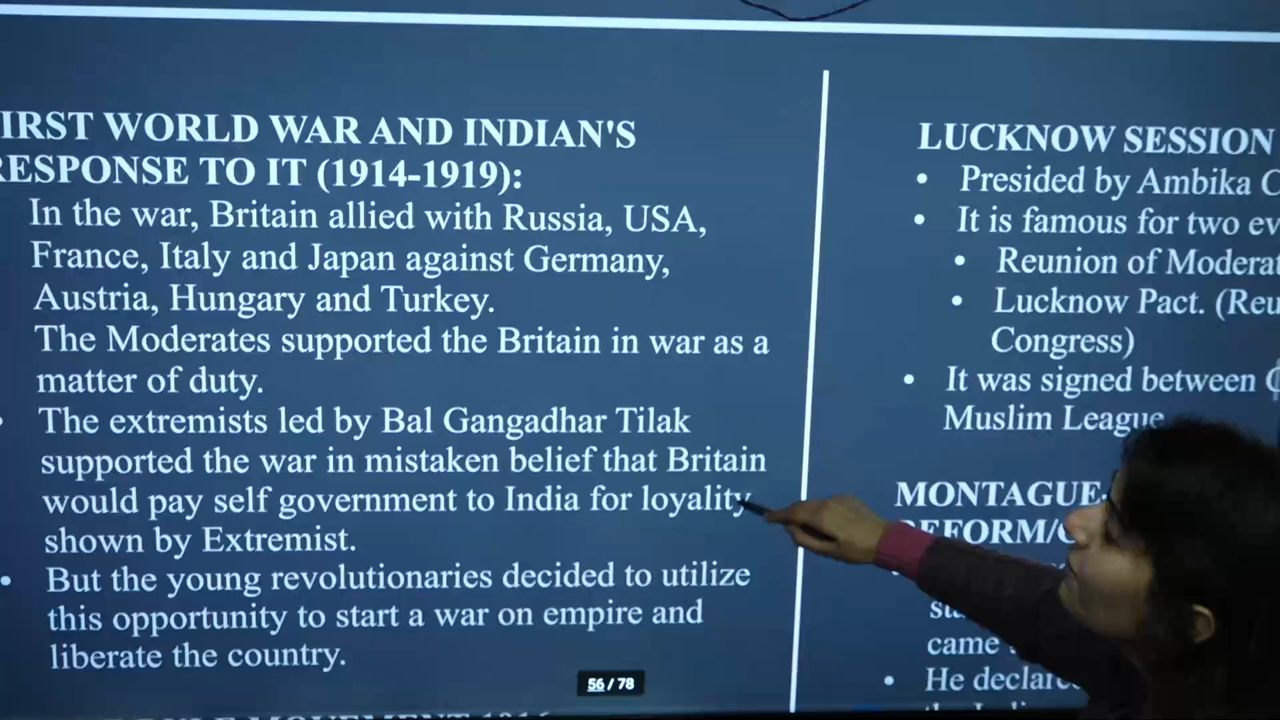 IRST WORLD WAR AND INDIAN'S
RESPONSE TO IT (1914-1919):
In the war, Britain allied with Russia, USA,
France, Italy and Japan against Germany,
Austria, Hungary and Turkey.
The Moderates supported the Britain in war as a
matter of duty.
• The extremists led by Bal Gangadhar Tilak
supported the war in mistaken belief that Britain
would pay self government to India for loyality
shown by Extremist.
• But the young revolutionaries decided to utilize
this opportunity to start a war on empire and
liberate the country.
LUCKNOW SESSION
• Presided by Ambika C
• It is famous for two ev
• Reunion of Moderat
• Lucknow Pact. (Reu
Congress)
• It was signed between
Muslim League
MONTAGUE-
REFORM/
came
• He declare
56 / 78